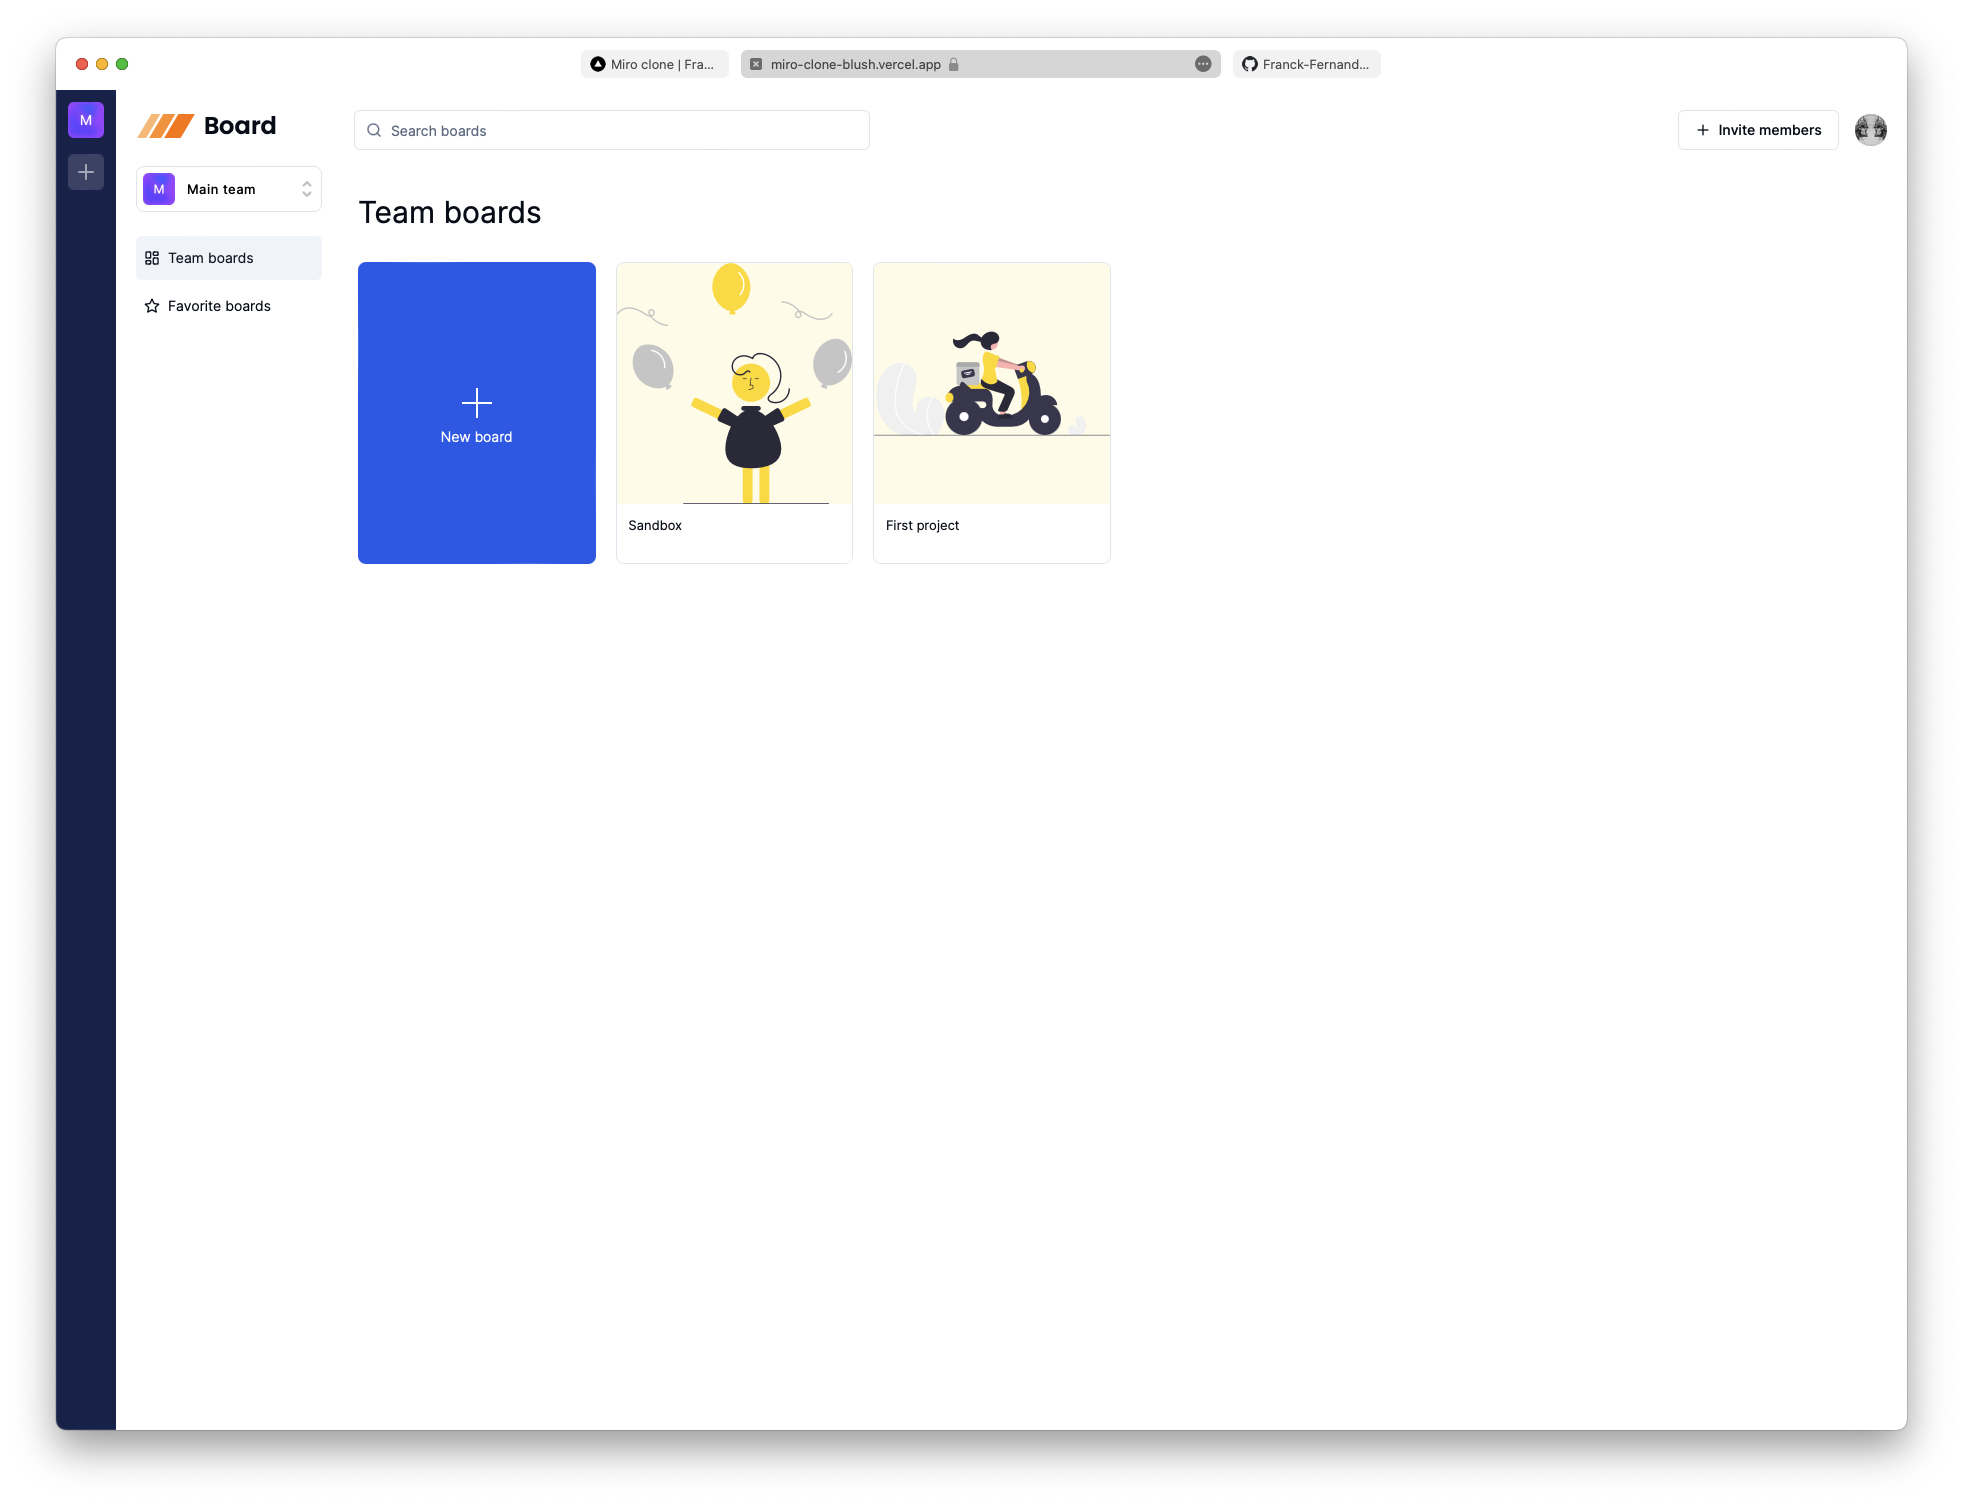 Miro clone | Fra...
miro-clone-blush.vercel.app
Franck-Fernand...
M
Board
Search boards
Invite members
M
Main team
Team boards
Favorite boards
Team boards
New board
Sandbox
First project